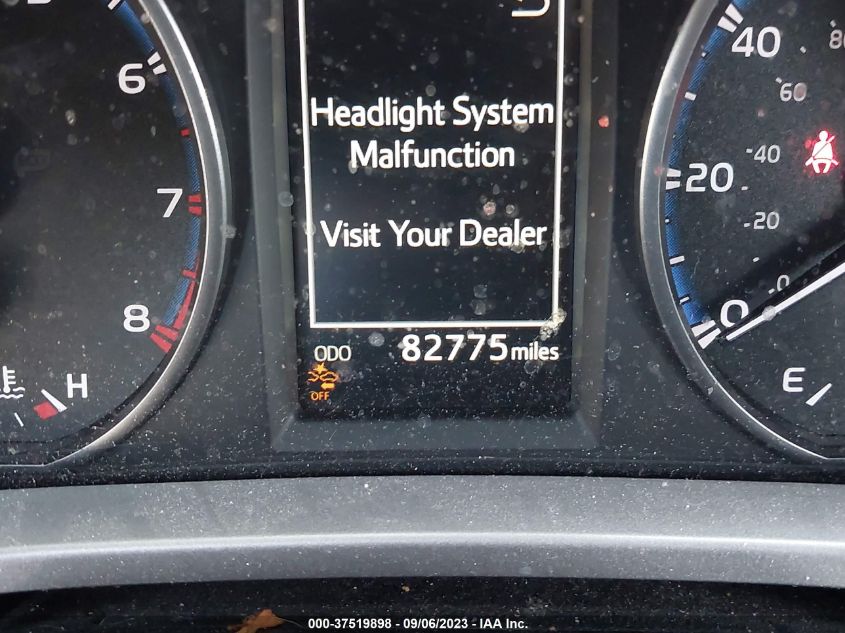 6
7
8
H
Headlight System
Malfunction
Visit Your Dealer
ODO 82775 miles
OFF
40
60
20
40
20
0
0
E
000-37519898 - 09/06/2023 - IAA Inc.